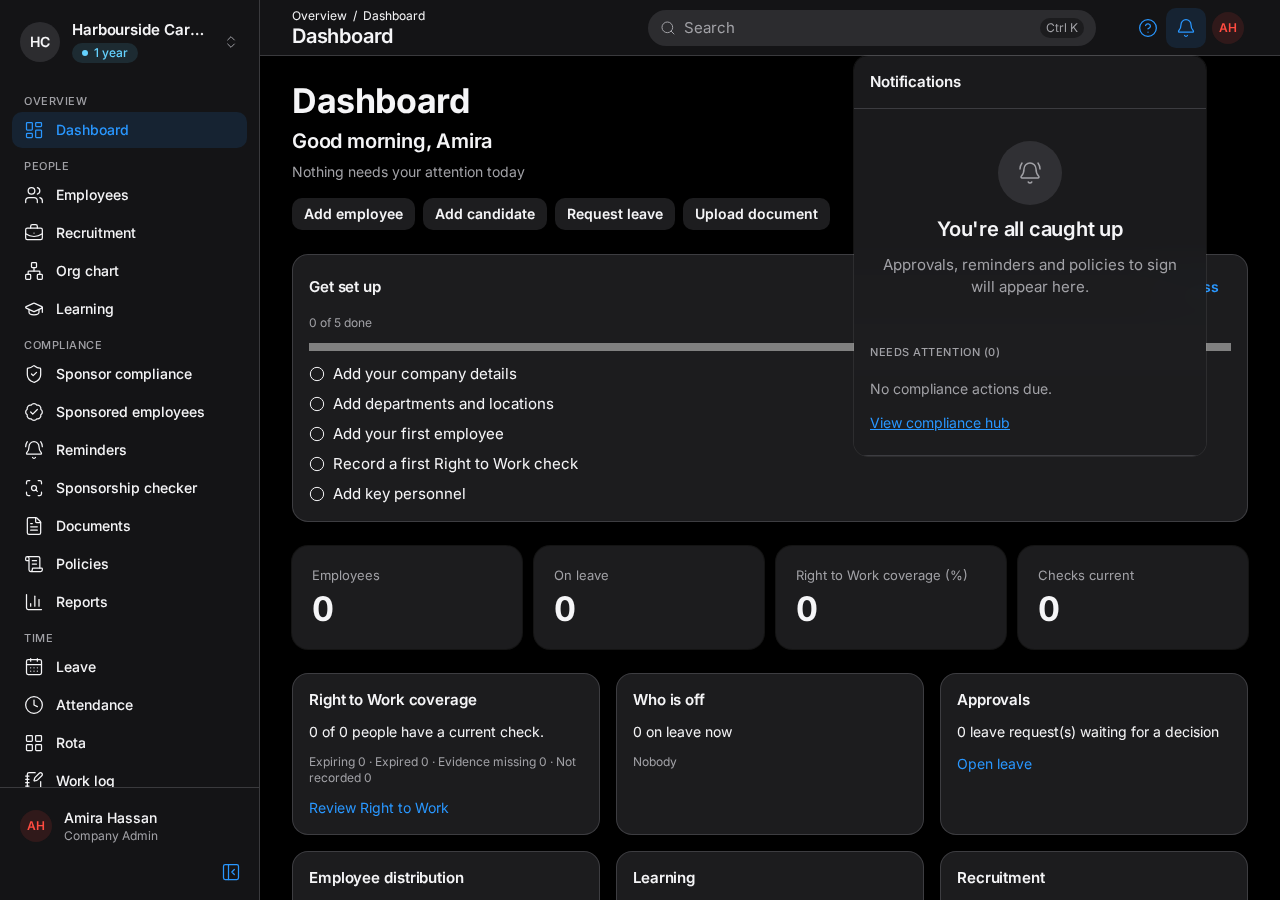 HC
Harbourside Car...
1 year
OVERVIEW
Dashboard
PEOPLE
Employees
Recruitment
Org chart
Learning
COMPLIANCE
Sponsor compliance
Sponsored employees
Reminders
Sponsorship checker
Documents
Policies
Reports
TIME
Leave
Attendance
Rota
Work log
AH
Amira Hassan
Company Admin
Overview / Dashboard
Dashboard
Search
Ctrl K
AH
Dashboard
Good morning, Amira
Nothing needs your attention today
Add employee
Add candidate
Request leave
Upload document
Notifications
You're all caught up
Approvals, reminders and policies to sign
will appear here.
NEEDS ATTENTION (0)
No compliance actions due.
View compliance hub
Get set up
0 of 5 done
Add your company details
Add departments and locations
Add your first employee
Record a first Right to Work check
Add key personnel
Employees
0
On leave
0
Right to Work coverage (%)
0
Checks current
0
Right to Work coverage
0 of 0 people have a current check.
Expiring 0 · Expired 0 · Evidence missing 0 · Not
recorded 0
Review Right to Work
Who is off
0 on leave now
Nobody
Approvals
0 leave request(s) waiting for a decision
Open leave
Employee distribution
Learning
Recruitment